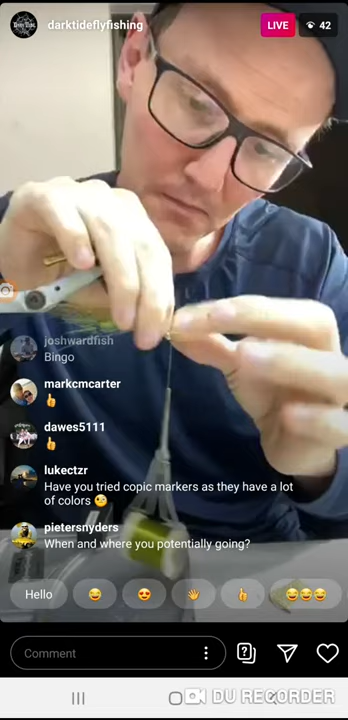 darktideflyfishing
LIVE
42
joshwardfish
Bingo
markcmcarter
👍
dawes5111
👍
lukectzr
Have you tried copic markers as they have a lot
of colors 🧐
pietersnyders
When and where you potentially going?
Hello 😂 😍 👋 👍 😂😂😂
Comment
DU RECORDER